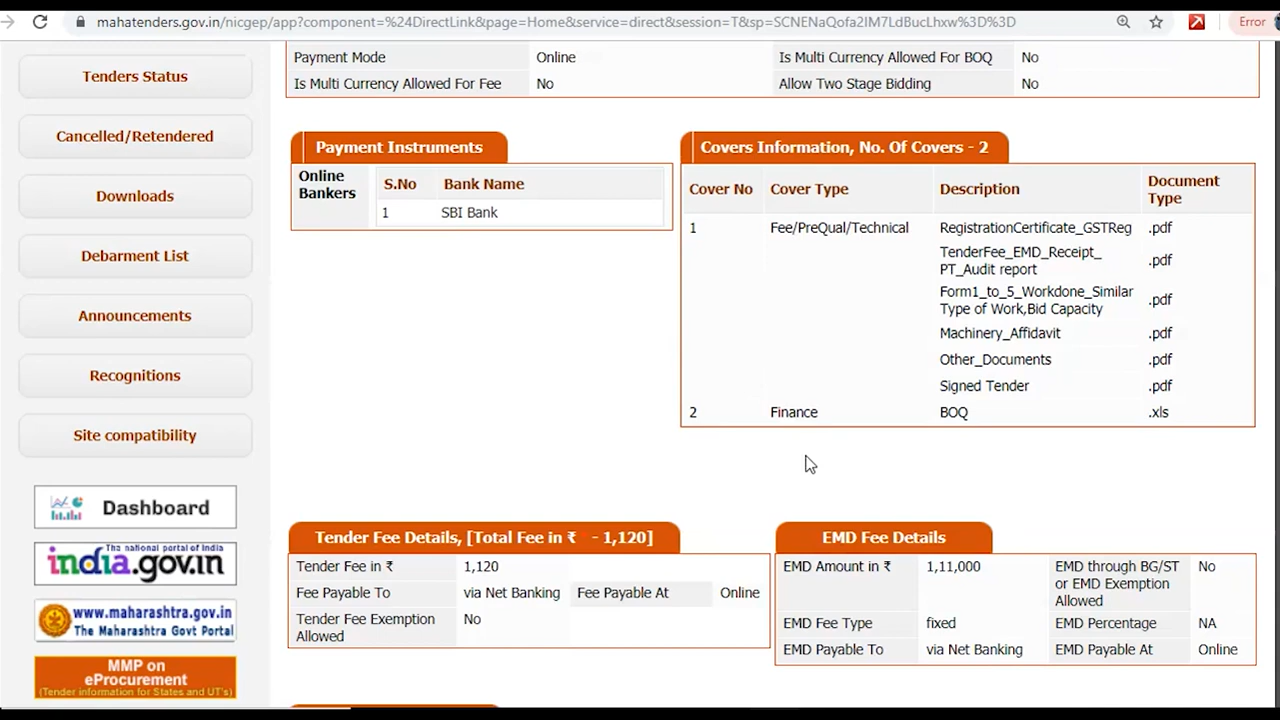 mahatenders.gov.in/nicgep/app?component=%24DirectLink&page=Home&service=direct&session=T&sp=SCNENaQofa2IM7LdBucLhxw%3D%3D
Error
Tenders Status
Cancelled/Retendered
Downloads
Debarment List
Announcements
Recognitions
Site compatibility
Dashboard
The national portal of India
india.gov.in
www.maharashtra.gov.in
The Maharashtra Govt Portal
MMP on
eProcurement
(Tender information for States and UT's)
Payment Mode Online Is Multi Currency Allowed For BOQ No
Is Multi Currency Allowed For Fee No Allow Two Stage Bidding No
Payment Instruments
Online
Bankers
S.No Bank Name
1 SBI Bank
Covers Information, No. Of Covers - 2
Cover No Cover Type Description Document
Type
1 Fee/PreQual/Technical RegistrationCertificate_GSTReg .pdf
TenderFee_EMD_Receipt_
PT_Audit report .pdf
Form1_to_5_Workdone_Similar
Type of Work,Bid Capacity .pdf
Machinery_Affidavit .pdf
Other_Documents .pdf
Signed Tender .pdf
2 Finance BOQ .xls
Tender Fee Details, [Total Fee in ₹ - 1,120]
Tender Fee in ₹ 1,120
Fee Payable To via Net Banking Fee Payable At Online
Tender Fee Exemption
Allowed No
EMD Fee Details
EMD Amount in ₹ 1,11,000 EMD through BG/ST
or EMD Exemption
Allowed No
EMD Fee Type fixed EMD Percentage NA
EMD Payable To via Net Banking EMD Payable At Online